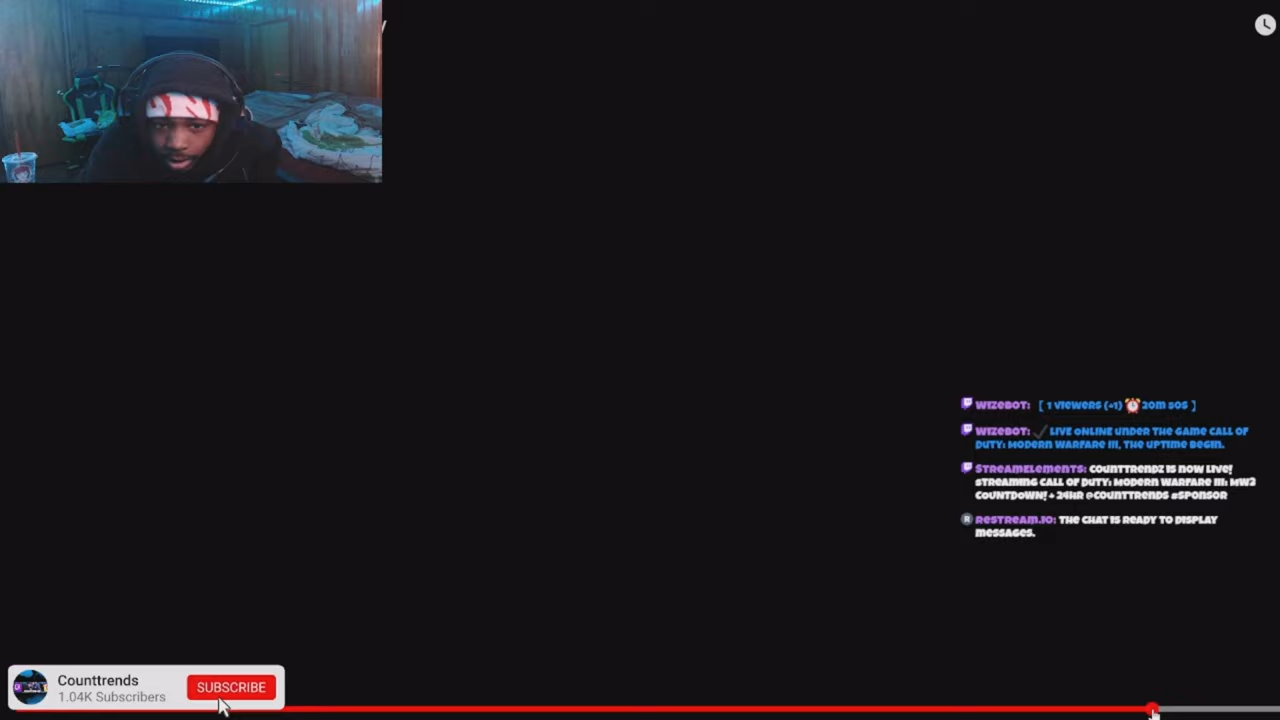 WIZEBOT: [ 1 VIEWERS (+1) ⏰ 20M 50S ]
WIZEBOT: ✓ LIVE ONLINE UNDER THE GAME CALL OF
DUTY: MODERN WARFARE III, THE UPTIME BEGIN.
STREAMELEMENTS: COUNTTRENDZ IS NOW LIVE!
STREAMING CALL OF DUTY: MODERN WARFARE III: MW3
COUNTDOWN! + 24HR @COUNTTRENDS #SPONSOR
R RESTREAM.IO: THE CHAT IS READY TO DISPLAY
MESSAGES.
Counttrends
1.04K Subscribers
SUBSCRIBE